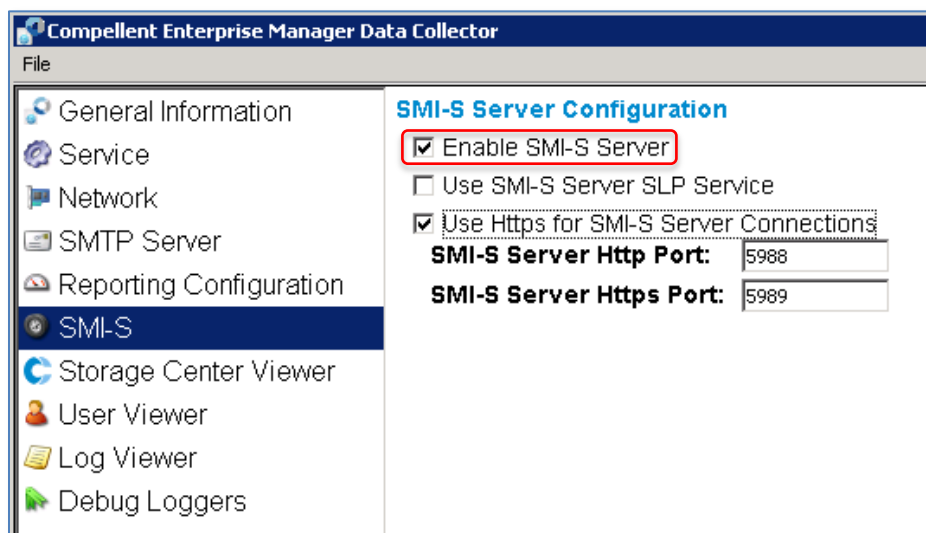 Compellent Enterprise Manager Data Collector
File
General Information
Service
Network
SMTP Server
Reporting Configuration
SMI-S
Storage Center Viewer
User Viewer
Log Viewer
Debug Loggers
SMI-S Server Configuration
Enable SMI-S Server
Use SMI-S Server SLP Service
Use Https for SMI-S Server Connections
SMI-S Server Http Port: 5988
SMI-S Server Https Port: 5989